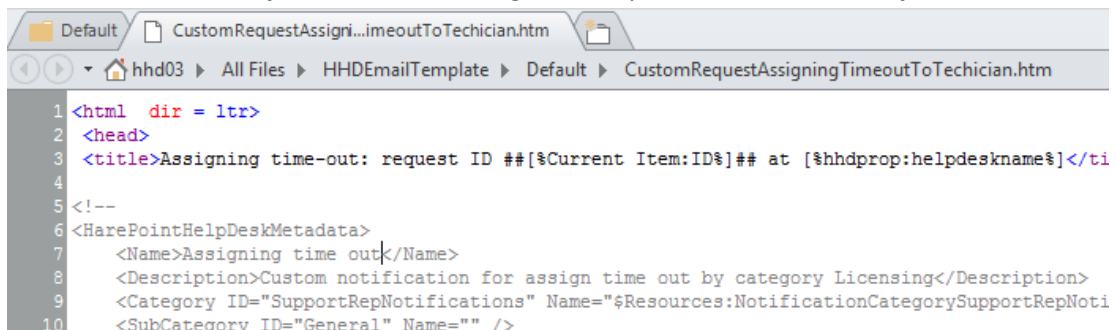 Default CustomRequestAssigni...imeoutToTechician.htm
hhd03 All Files HHDEmailTemplate Default CustomRequestAssigningTimeoutToTechician.htm
1 <html  dir = ltr>
2 <head>
3 <title>Assigning time-out: request ID ##[%Current Item:ID%]## at [%hhdprop:helpdeskname%]</ti
4
5 <!--
6 <HarePointHelpDeskMetadata>
7 <Name>Assigning time out</Name>
8 <Description>Custom notification for assign time out by category Licensing</Description>
9 <Category ID="SupportRepNotifications" Name="$Resources:NotificationCategorySupportRepNoti
10 <SubCategory ID="General" Name="" />